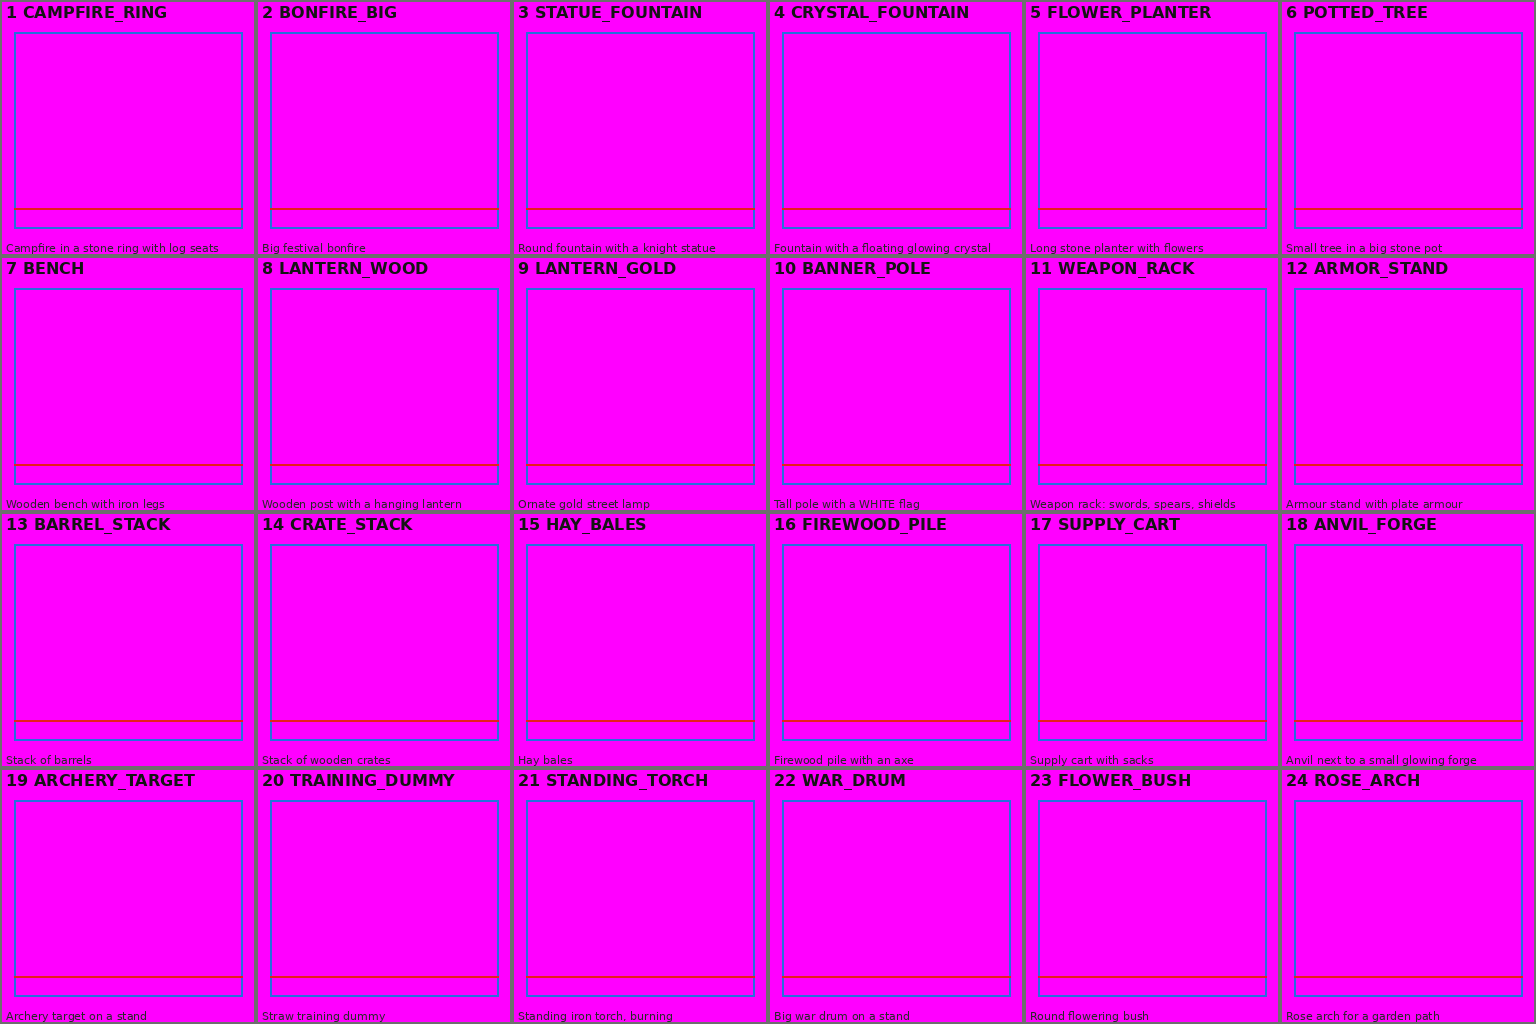 1 CAMPFIRE_RING
2 BONFIRE_BIG
3 STATUE_FOUNTAIN
4 CRYSTAL_FOUNTAIN
5 FLOWER_PLANTER
6 POTTED_TREE
Campfire in a stone ring with log seats
Big festival bonfire
Round fountain with a knight statue
Fountain with a floating glowing crystal
Long stone planter with flowers
Small tree in a big stone pot
7 BENCH
8 LANTERN_WOOD
9 LANTERN_GOLD
10 BANNER_POLE
11 WEAPON_RACK
12 ARMOR_STAND
Wooden bench with iron legs
Wooden post with a hanging lantern
Ornate gold street lamp
Tall pole with a WHITE flag
Weapon rack: swords, spears, shields
Armour stand with plate armour
13 BARREL_STACK
14 CRATE_STACK
15 HAY_BALES
16 FIREWOOD_PILE
17 SUPPLY_CART
18 ANVIL_FORGE
Stack of barrels
Stack of wooden crates
Hay bales
Firewood pile with an axe
Supply cart with sacks
Anvil next to a small glowing forge
19 ARCHERY_TARGET
20 TRAINING_DUMMY
21 STANDING_TORCH
22 WAR_DRUM
23 FLOWER_BUSH
24 ROSE_ARCH
Archery target on a stand
Straw training dummy
Standing iron torch, burning
Big war drum on a stand
Round flowering bush
Rose arch for a garden path